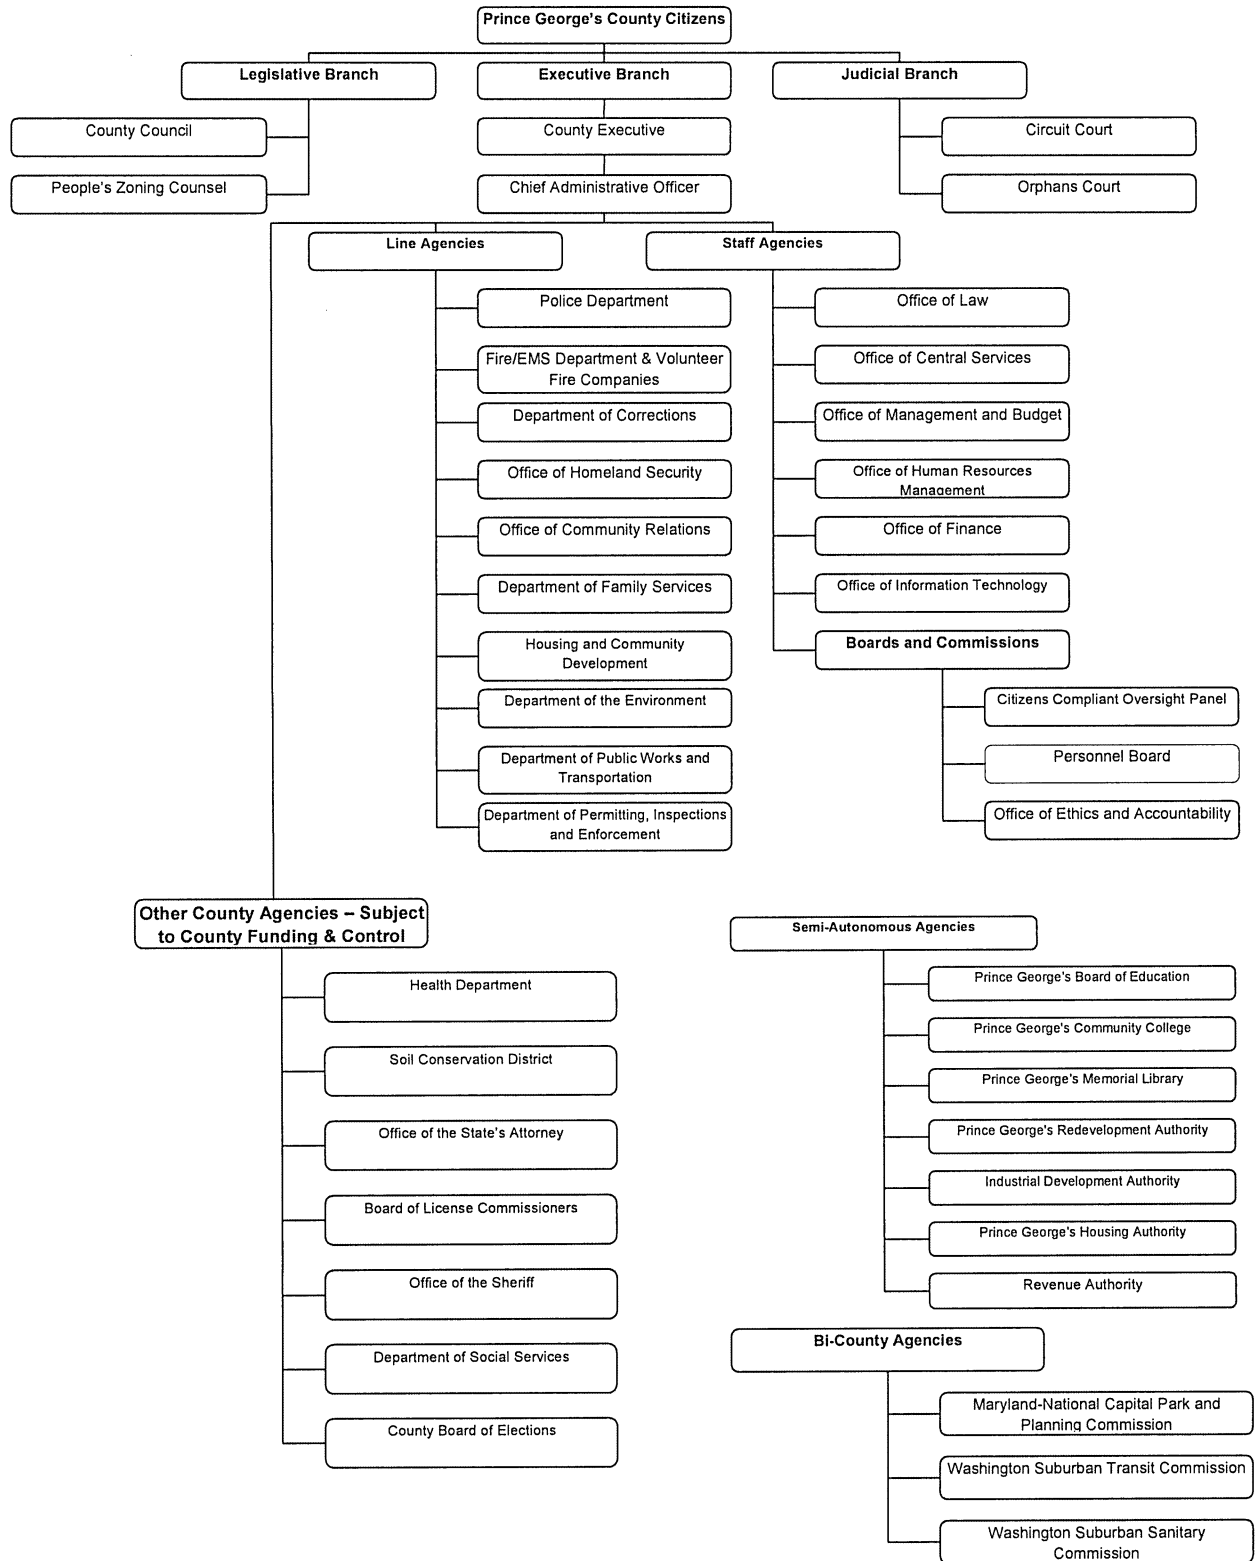 Prince George's County Citizens
Legislative Branch
Executive Branch
Judicial Branch
County Council
People's Zoning Counsel
County Executive
Chief Administrative Officer
Circuit Court
Orphans Court
Line Agencies
Staff Agencies
Police Department
Fire/EMS Department & Volunteer
Fire Companies
Department of Corrections
Office of Homeland Security
Office of Community Relations
Department of Family Services
Housing and Community
Development
Department of the Environment
Department of Public Works and
Transportation
Department of Permitting, Inspections
and Enforcement
Office of Law
Office of Central Services
Office of Management and Budget
Office of Human Resources
Management
Office of Finance
Office of Information Technology
Boards and Commissions
Citizens Compliant Oversight Panel
Personnel Board
Office of Ethics and Accountability
Other County Agencies – Subject
to County Funding & Control
Health Department
Soil Conservation District
Office of the State's Attorney
Board of License Commissioners
Office of the Sheriff
Department of Social Services
County Board of Elections
Semi-Autonomous Agencies
Prince George's Board of Education
Prince George's Community College
Prince George's Memorial Library
Prince George's Redevelopment Authority
Industrial Development Authority
Prince George's Housing Authority
Revenue Authority
Bi-County Agencies
Maryland-National Capital Park and
Planning Commission
Washington Suburban Transit Commission
Washington Suburban Sanitary
Commission